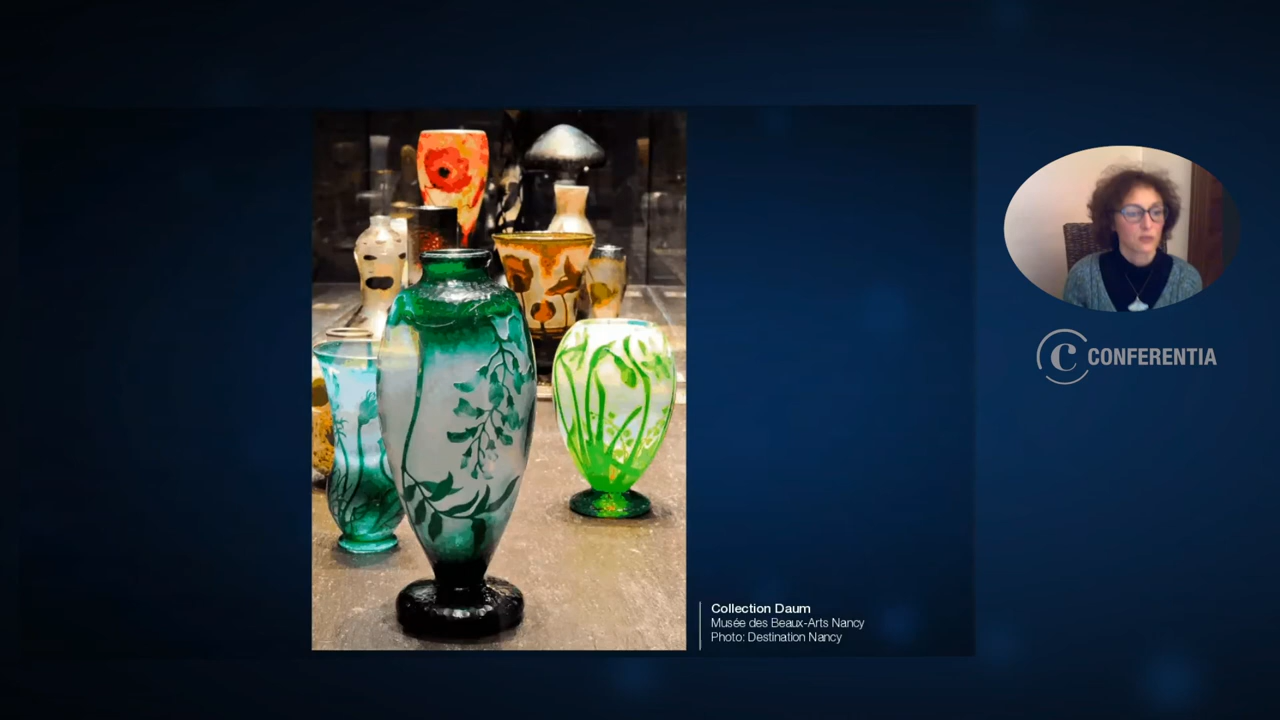 Collection Daum
Musée des Beaux-Arts Nancy
Photo: Destination Nancy
C CONFERENTIA